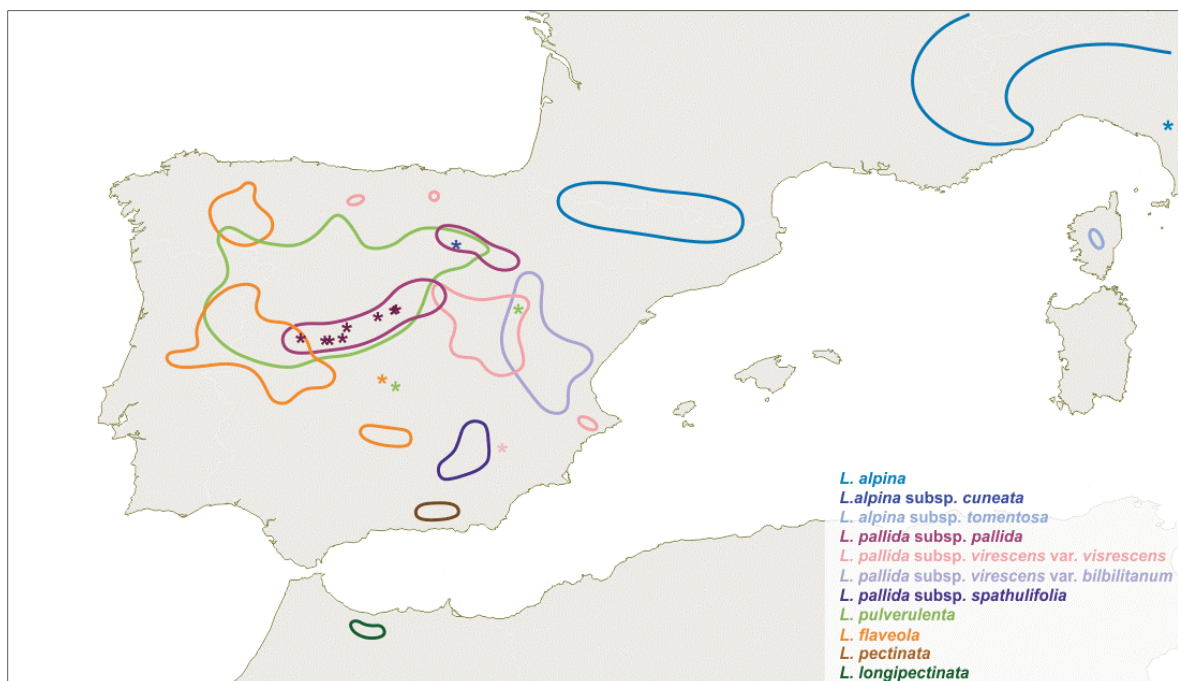 L. alpina
L.alpina subsp. cuneata
L. alpina subsp. tomentosa
L. pallida subsp. pallida
L. pallida subsp. virescens var. visrescens
L. pallida subsp. virescens var. bilbilitanum
L. pallida subsp. spathulifolia
L. pulverulenta
L. flaveola
L. pectinata
L. longipectinata